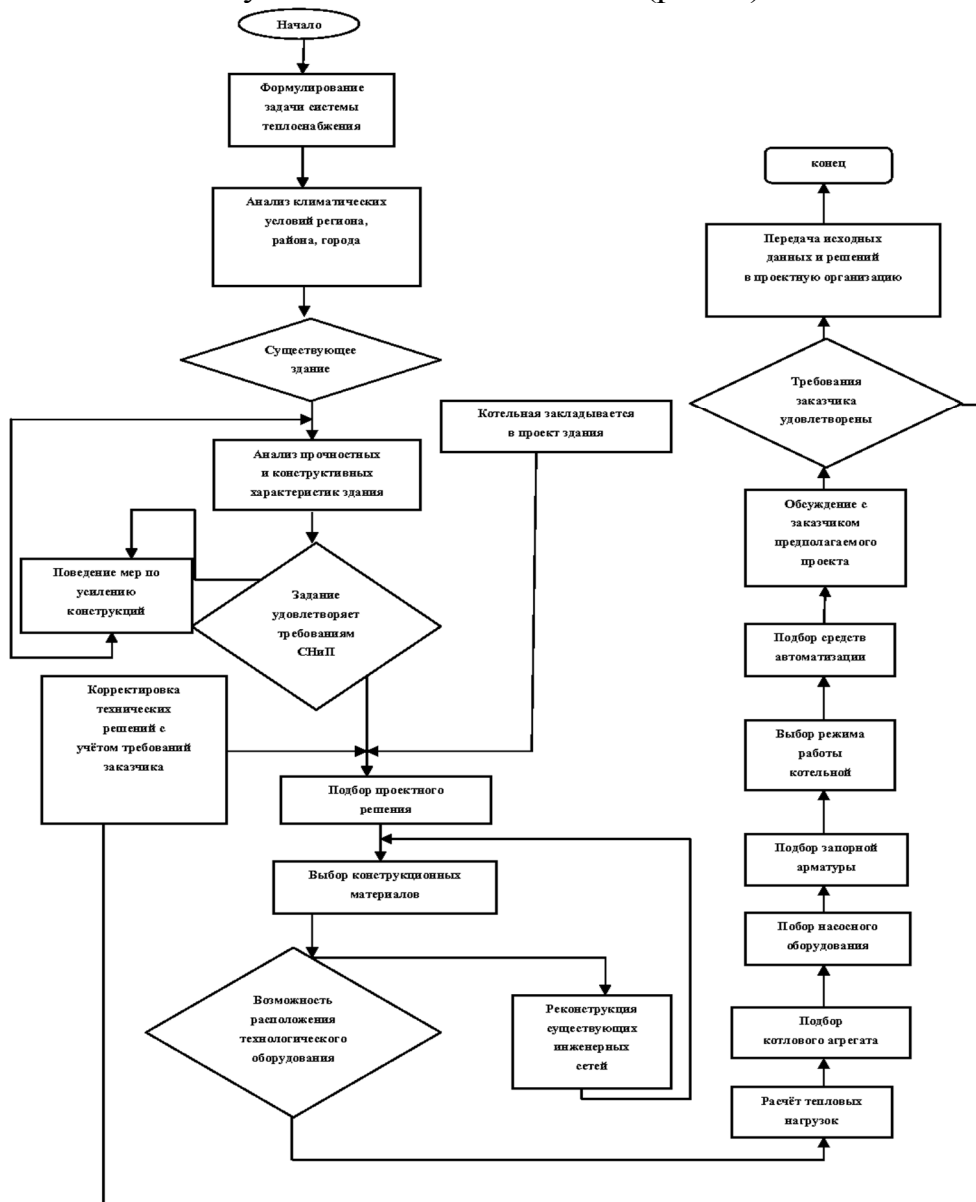 Начало
Формулирование
задачи системы
теплоснабжения
Анализ климатических
условий региона,
района, города
Существующее
здание
Котельная закладывается
в проект здания
Анализ прочностных
и конструктивных
характеристик здания
Поведение мер по
усилению
конструкций
Задание
удовлетворяет
требованиям
СНиП
Корректировка
технических
решений с
учётом требований
заказчика
Подбор проектного
решения
Выбор конструкционных
материалов
Возможность
расположения
технологического
оборудования
Реконструкция
существующих
инженерных
сетей
Расчёт тепловых
нагрузок
Подбор
котлового агрегата
Побор насосного
оборудования
Подбор запорной
арматуры
Выбор режима
работы
котельной
Подбор средств
автоматизации
Обсуждение с
заказчиком
предполагаемого
проекта
Требования
заказчика
удовлетворены
Передача исходных
данных и решений
в проектную организацию
конец